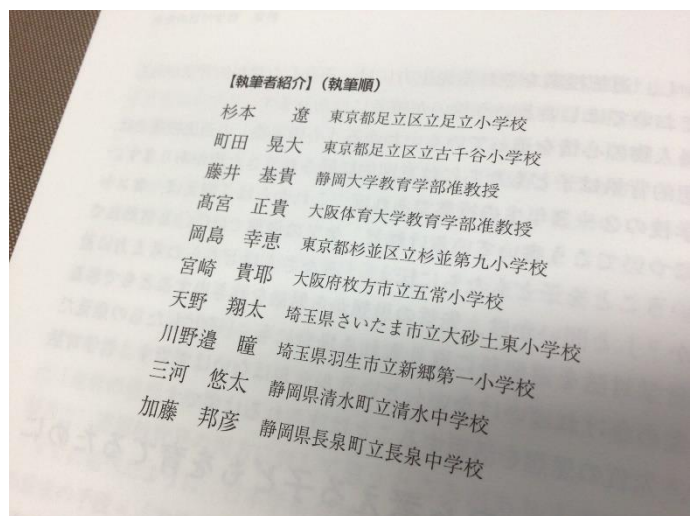 【執筆者紹介】(執筆順)
杉本　遼　東京都足立区立足立小学校
町田　晃大　東京都足立区立古千谷小学校
藤井　基貴　静岡大学教育学部准教授
髙宮　正貴　大阪体育大学教育学部准教授
岡島　幸恵　東京都杉並区立杉並第九小学校
宮崎　貴耶　大阪府枚方市立五常小学校
天野　翔太　埼玉県さいたま市立大砂土東小学校
川野邉　瞳　埼玉県羽生市立新郷第一小学校
三河　悠太　静岡県清水町立清水中学校
加藤　邦彦　静岡県長泉町立長泉中学校